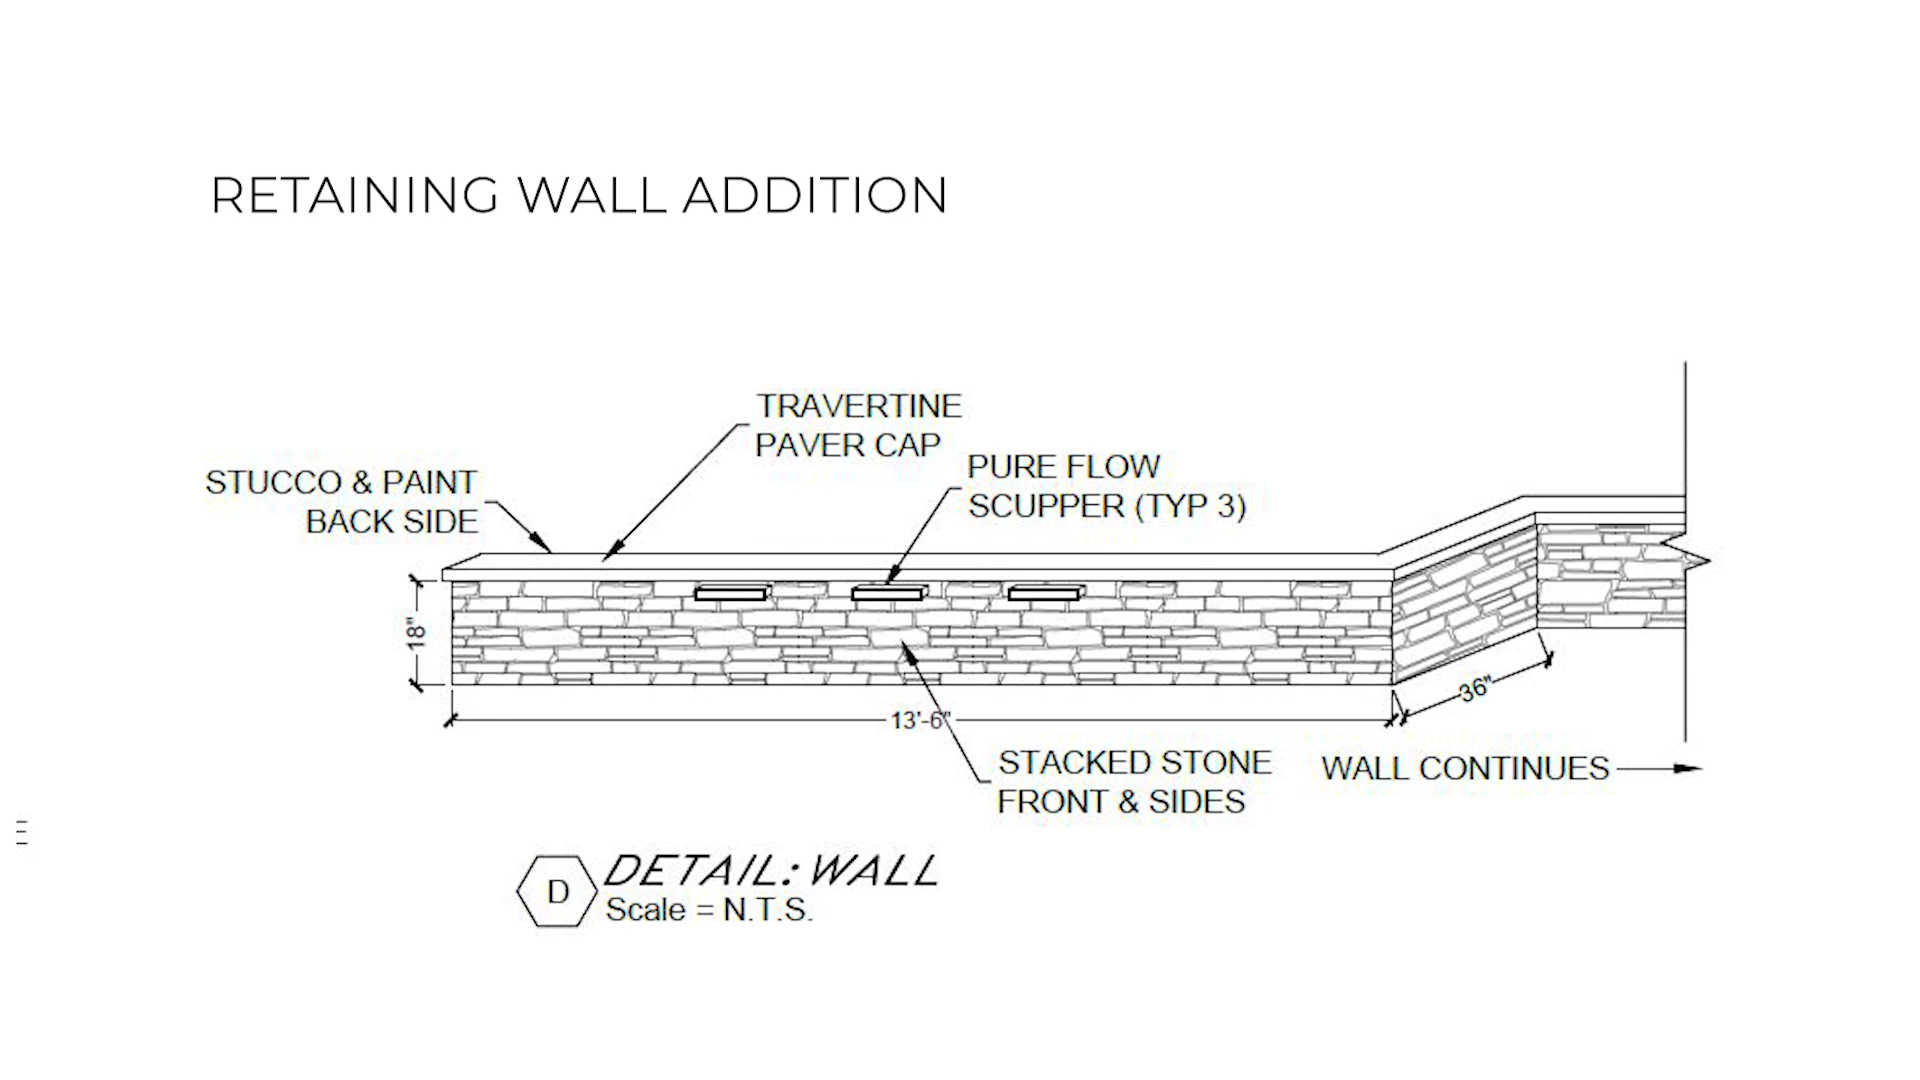 RETAINING WALL ADDITION
TRAVERTINE
PAVER CAP
PURE FLOW
SCUPPER (TYP 3)
STUCCO & PAINT
BACK SIDE
18"
13'-6"
36"
STACKED STONE
FRONT & SIDES
WALL CONTINUES
D
DETAIL: WALL
Scale = N.T.S.